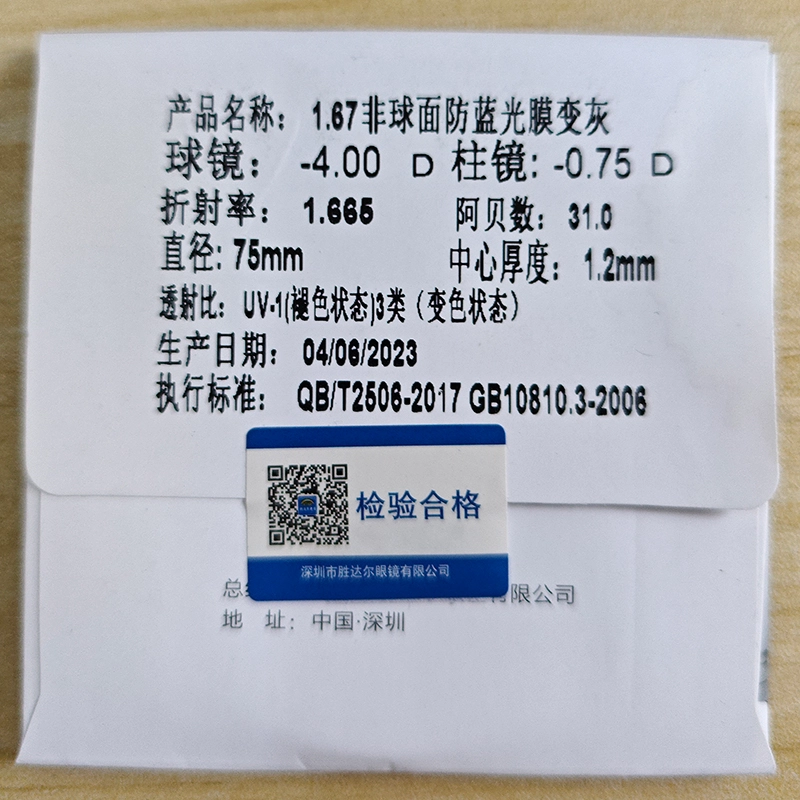 产品名称: 1.67非球面防蓝光膜变灰
球镜: -4.00 D 柱镜: -0.75 D
折射率: 1.665 阿贝数: 31.0
直径: 75mm 中心厚度: 1.2mm
透射比: UV-1(褪色状态)3类 (变色状态)
生产日期: 04/06/2023
执行标准: QB/T2506-2017 GB10810.3-2006
检验合格
深圳市胜达尔眼镜有限公司
总 有限公司
地 址: 中国·深圳